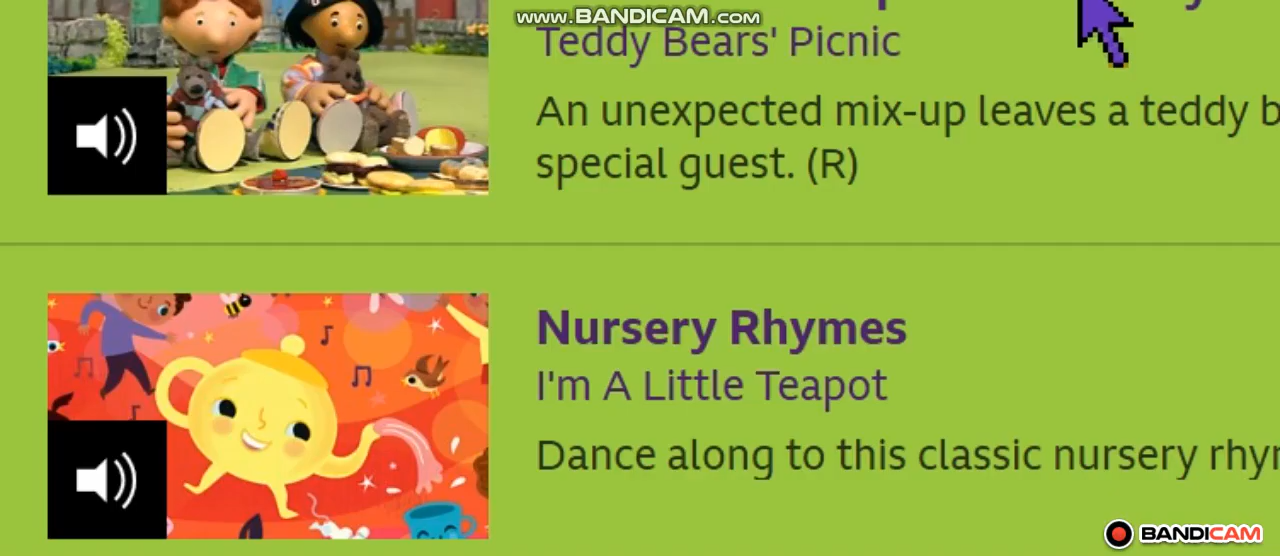 www.BANDICAM.com
Teddy Bears' Picnic
An unexpected mix-up leaves a teddy b
special guest. (R)
Nursery Rhymes
I'm A Little Teapot
Dance along to this classic nursery rhy
BANDICAM